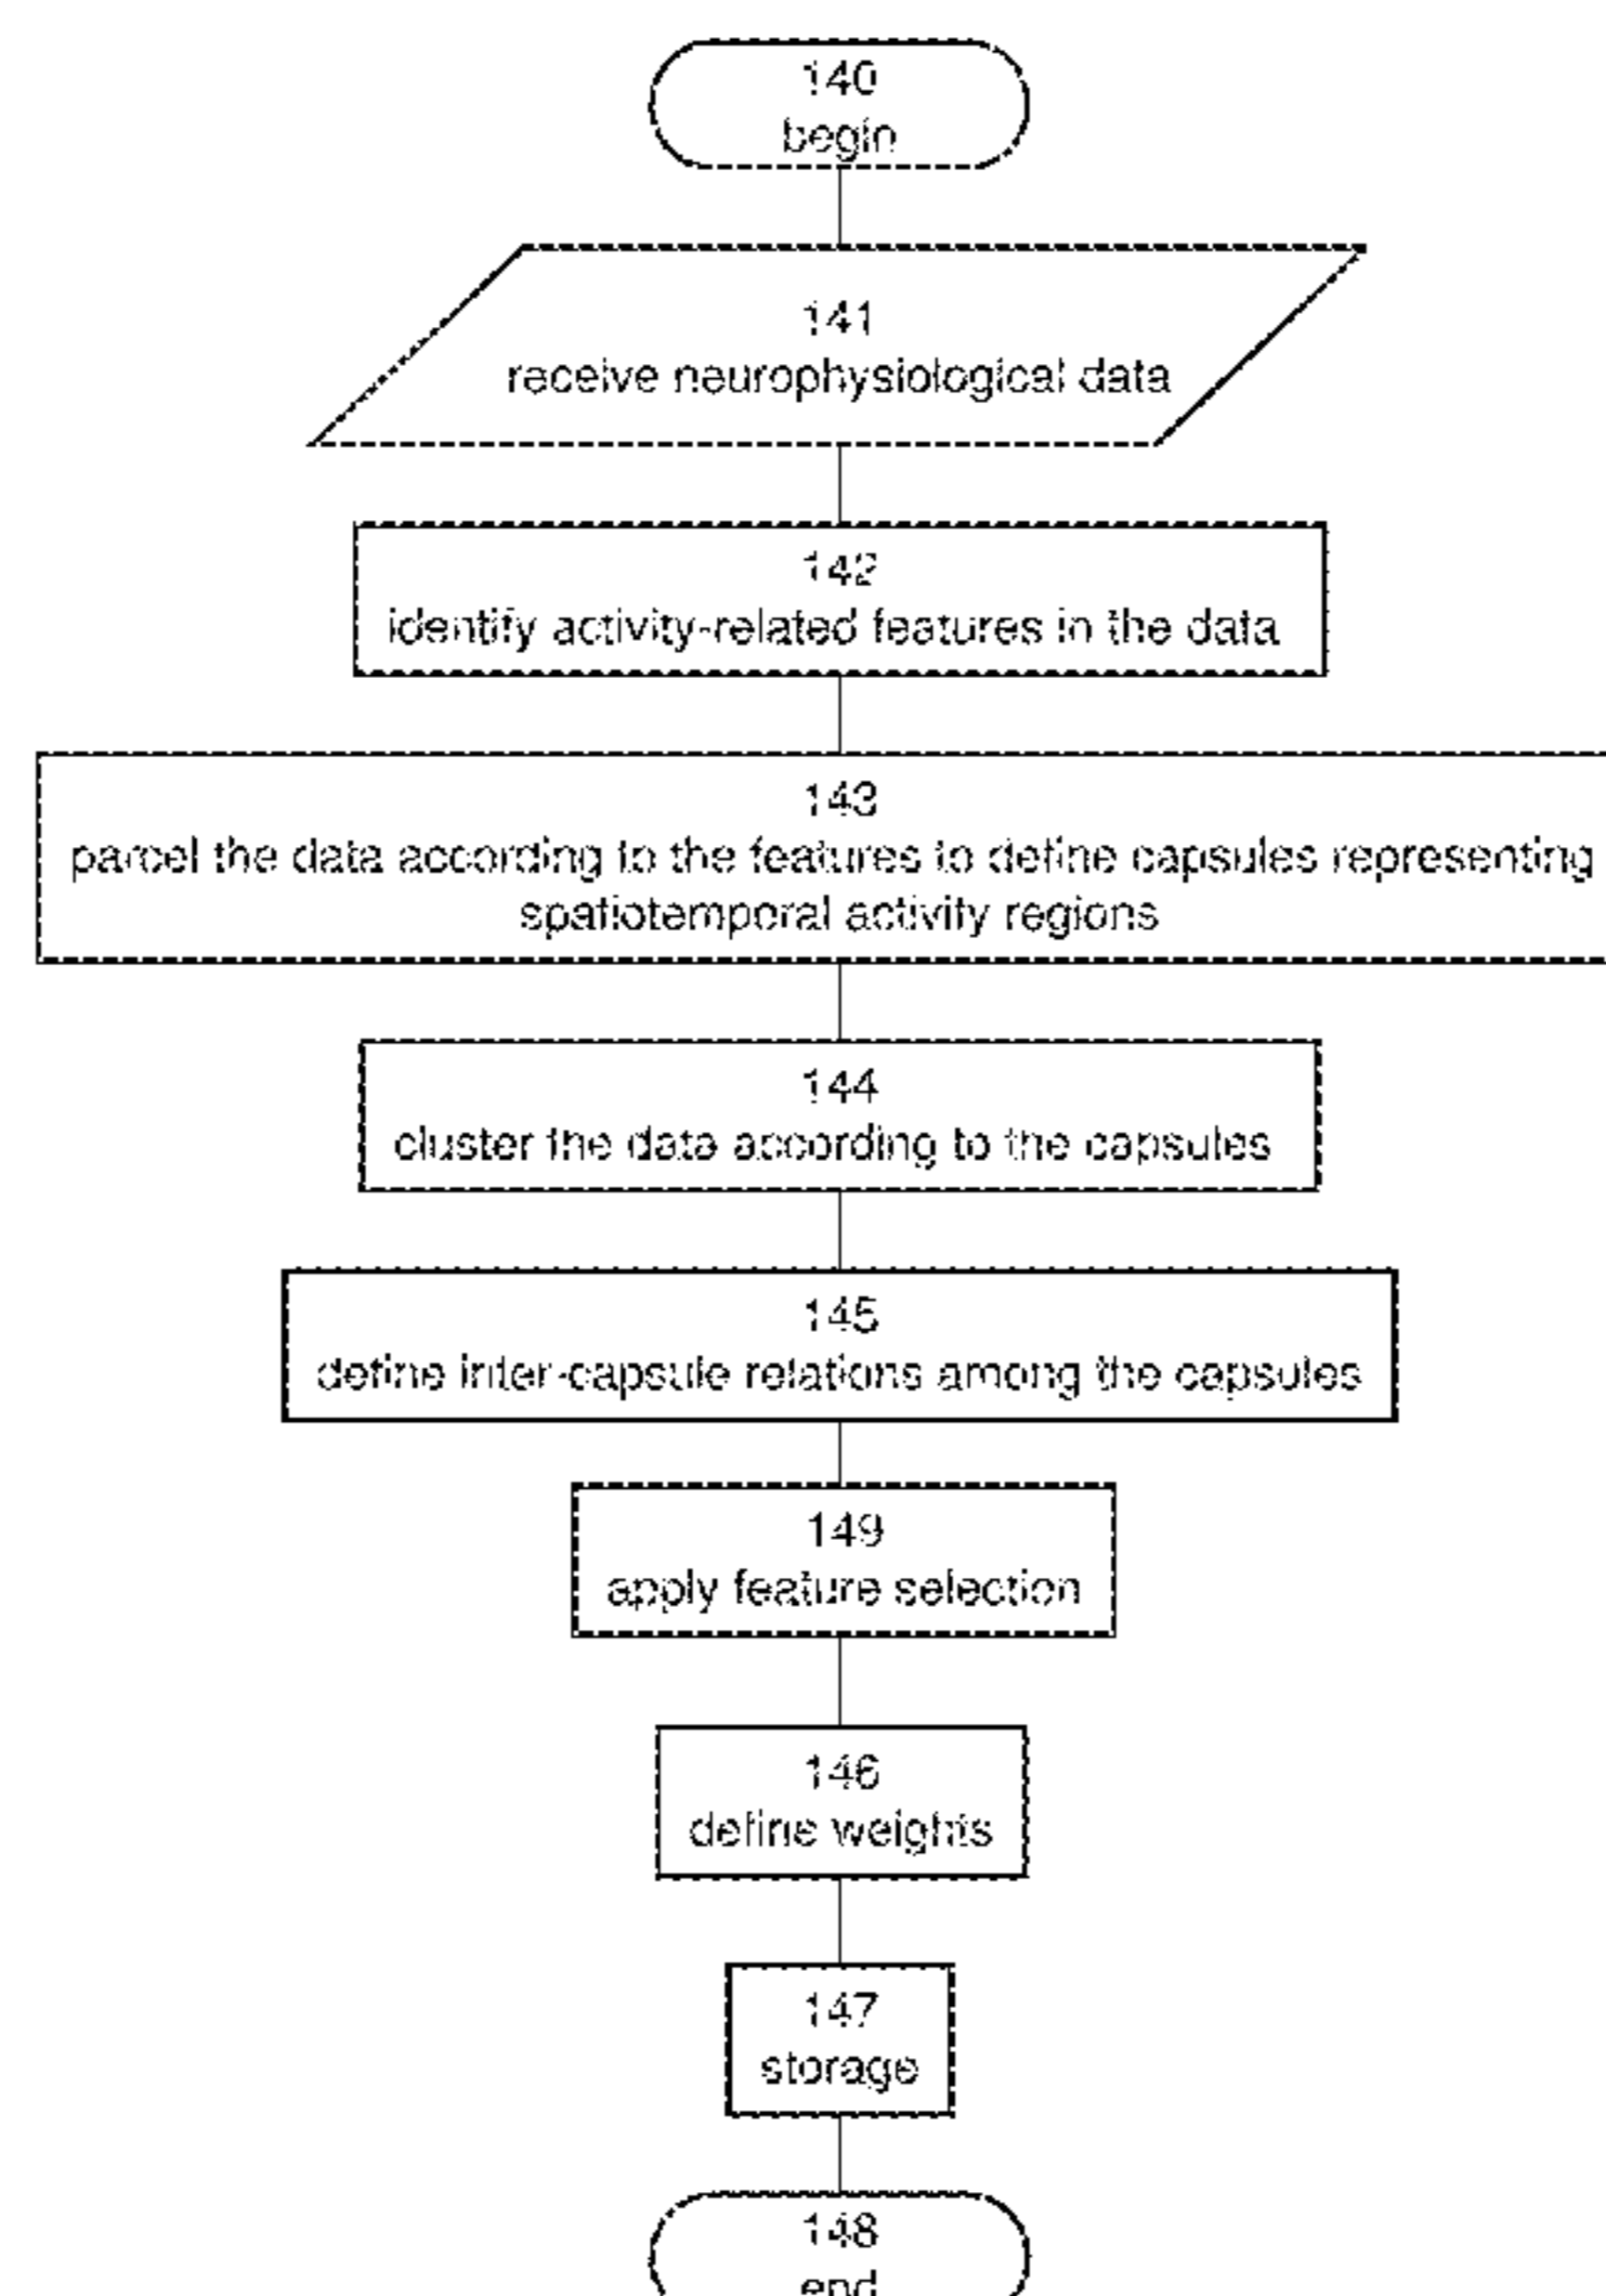 140
begin
141
receive neurophysiological data
142
identify activity-related features in the data
143
parcel the data according to the features to define capsules representing
spatiotemporal activity regions
144
cluster the data according to the capsules
145
define inter-capsule relations among the capsules
149
apply feature selection
146
define weights
147
storage
148
end